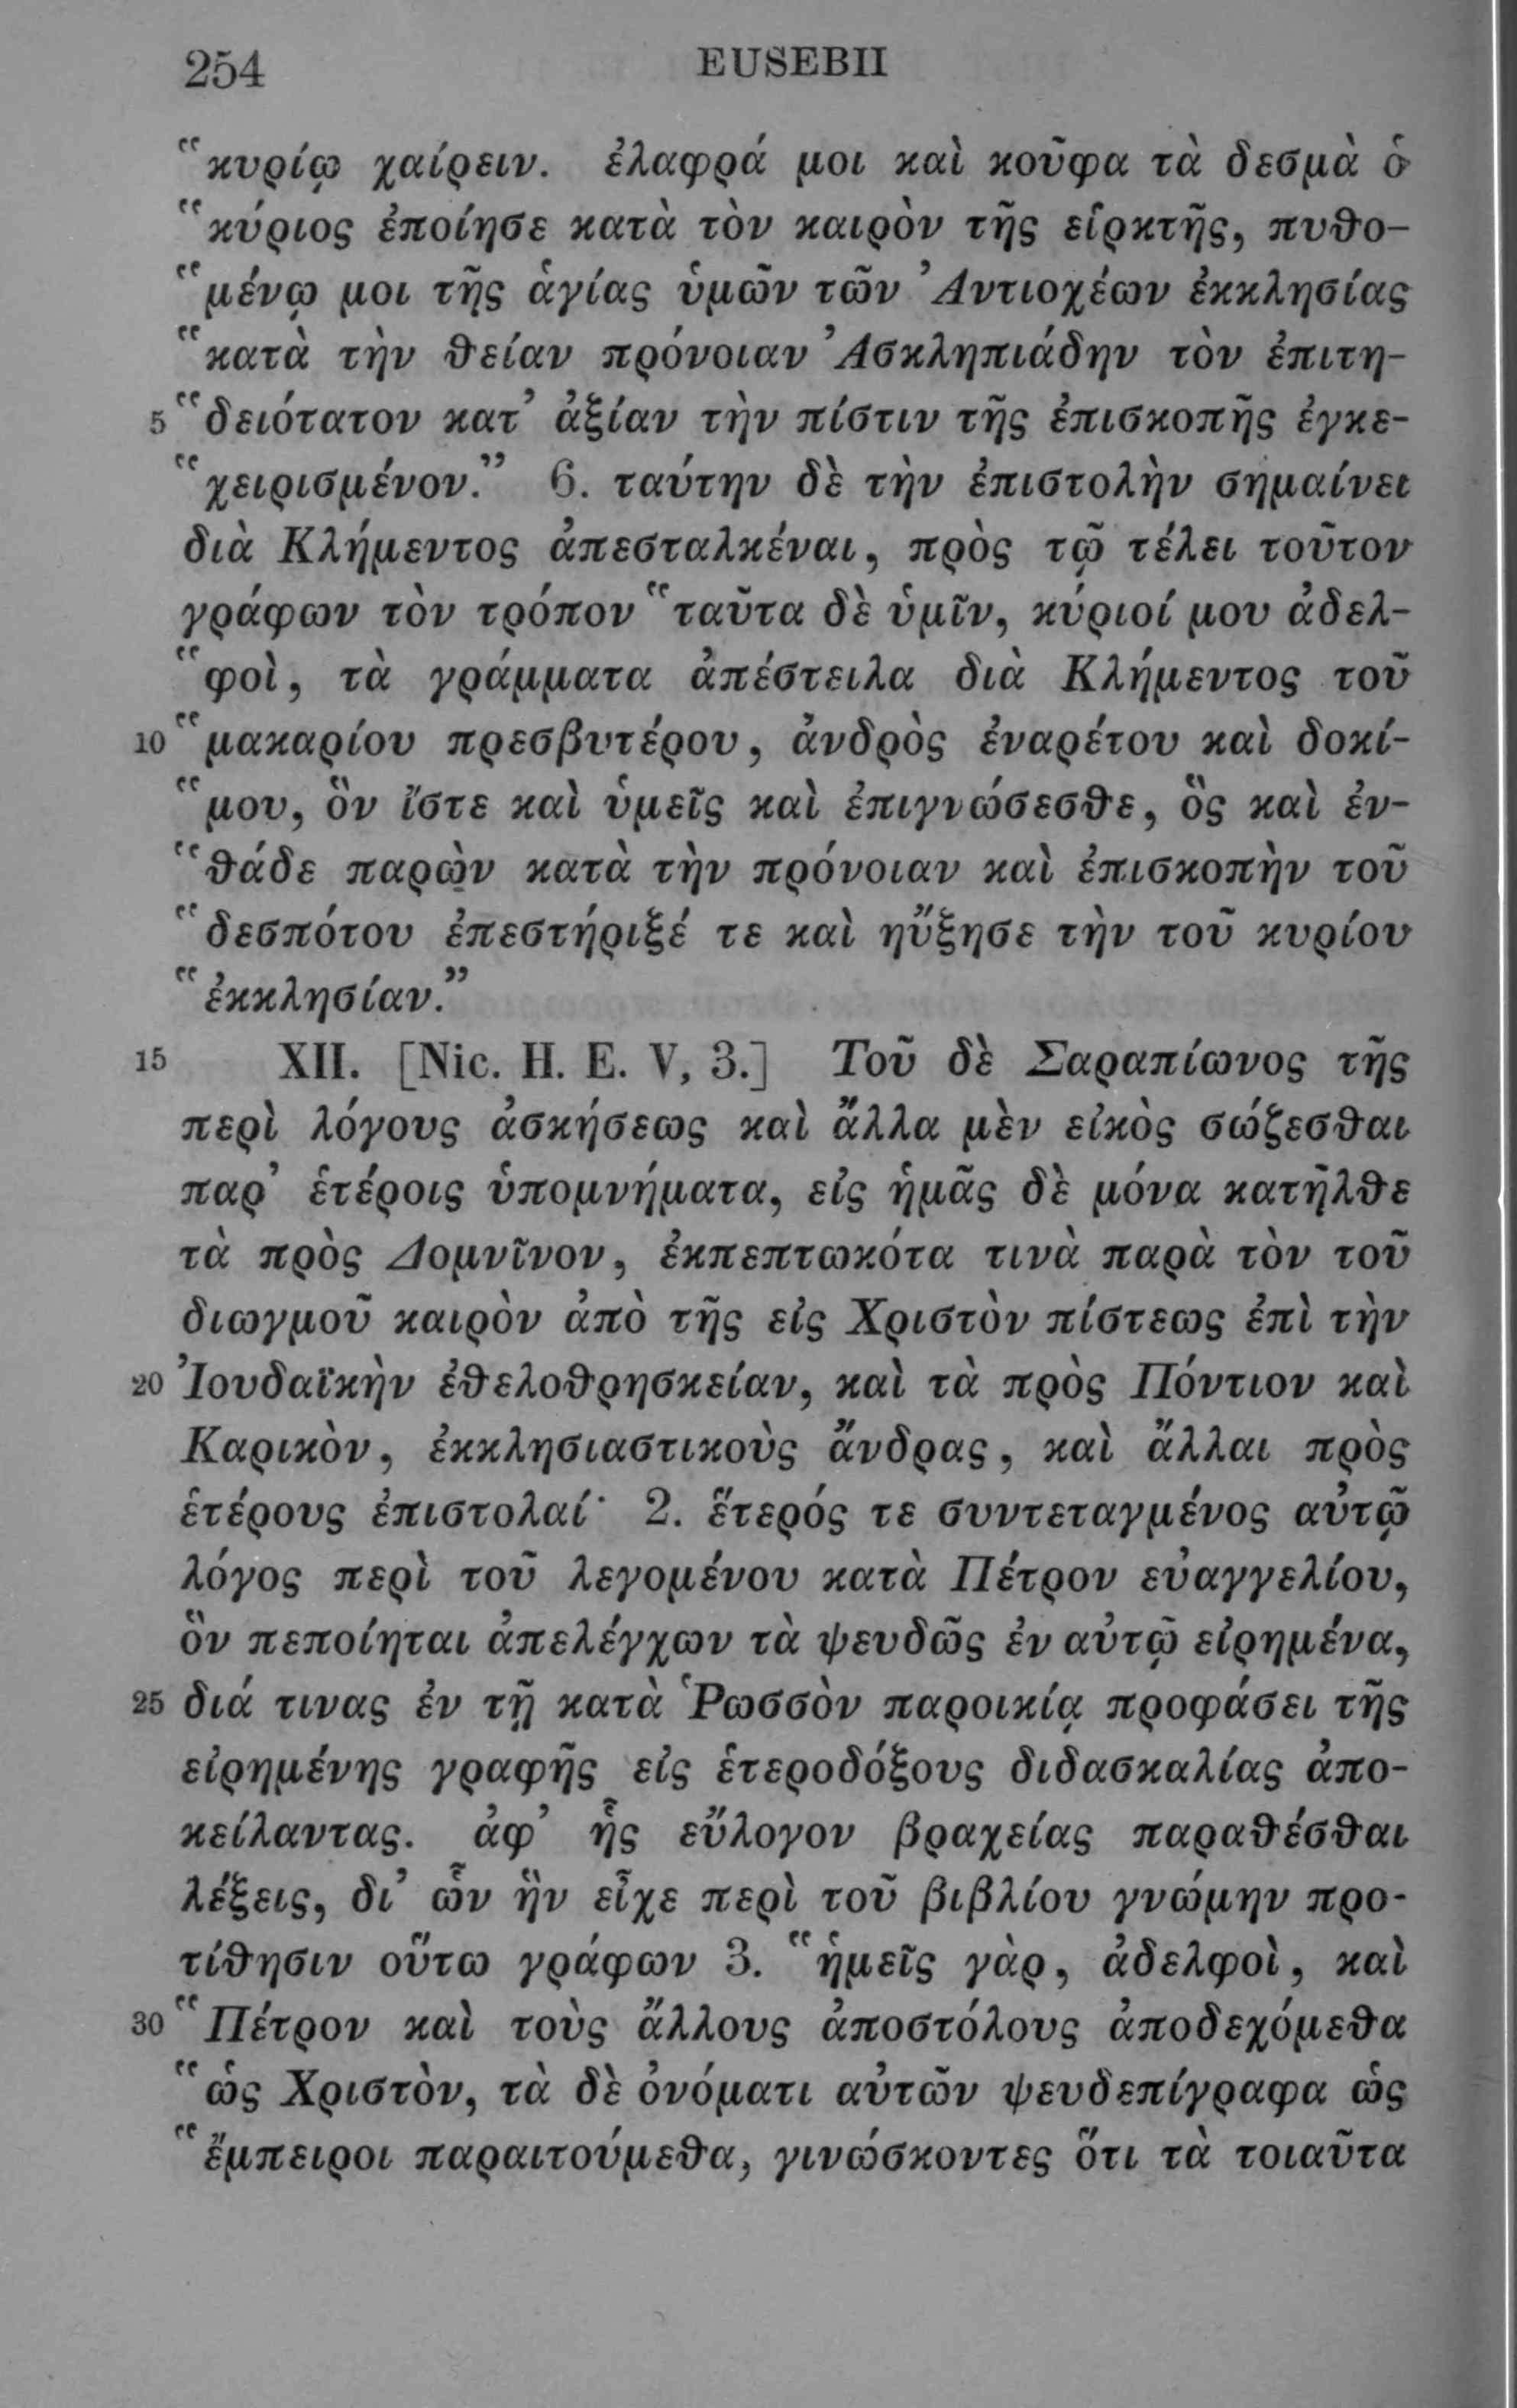 254 EUSEBII
“κυρίῳ χαίρειν. ἐλαφρά μοι καὶ κοῦφα τὰ δεσμὰ ὁ
“κύριος ἐποίησε κατὰ τὸν καιρὸν τῆς εἱρκτῆς, πυθο-
“μένῳ μοι τῆς ἁγίας ὑμῶν τῶν Ἀντιοχέων ἐκκλησίας
“κατὰ τὴν θείαν πρόνοιαν Ἀσκληπιάδην τὸν ἐπιτη-
5 “δειότατον κατ’ ἀξίαν τὴν πίστιν τῆς ἐπισκοπῆς ἐγκε-
“χειρισμένον.” 6. ταύτην δὲ τὴν ἐπιστολὴν σημαίνει
διὰ Κλήμεντος ἀπεσταλκέναι, πρὸς τῷ τέλει τοῦτον
γράφων τὸν τρόπον “ταῦτα δὲ ὑμῖν, κύριοί μου ἀδελ-
“φοὶ, τὰ γράμματα ἀπέστειλα διὰ Κλήμεντος τοῦ
10 “μακαρίου πρεσβυτέρου, ἀνδρὸς ἐναρέτου καὶ δοκί-
“μου, ὃν ἴστε καὶ ὑμεῖς καὶ ἐπιγνώσεσθε, ὃς καὶ ἐν-
“θάδε παρὼν κατὰ τὴν πρόνοιαν καὶ ἐπισκοπὴν τοῦ
“δεσπότου ἐπεστήριξέ τε καὶ ηὔξησε τὴν τοῦ κυρίου
“ἐκκλησίαν.”
15 XII. [Nic. H. E. V, 3.] Τοῦ δὲ Σαραπίωνος τῆς
περὶ λόγους ἀσκήσεως καὶ ἄλλα μὲν εἰκὸς σώζεσθαι
παρ’ ἑτέροις ὑπομνήματα, εἰς ἡμᾶς δὲ μόνα κατῆλθε
τὰ πρὸς Δομνῖνον, ἐκπεπτωκότα τινὰ παρὰ τὸν τοῦ
διωγμοῦ καιρὸν ἀπὸ τῆς εἰς Χριστὸν πίστεως ἐπὶ τὴν
20 Ἰουδαϊκὴν ἐθελοθρησκείαν, καὶ τὰ πρὸς Πόντιον καὶ
Καρικὸν, ἐκκλησιαστικοὺς ἄνδρας, καὶ ἄλλαι πρὸς
ἑτέρους ἐπιστολαί· 2. ἕτερός τε συντεταγμένος αὐτῷ
λόγος περὶ τοῦ λεγομένου κατὰ Πέτρον εὐαγγελίου,
ὃν πεποίηται ἀπελέγχων τὰ ψευδῶς ἐν αὐτῷ εἰρημένα,
25 διά τινας ἐν τῇ κατὰ Ῥωσσὸν παροικίᾳ προφάσει τῆς
εἰρημένης γραφῆς εἰς ἑτεροδόξους διδασκαλίας ἀπο-
κείλαντας. ἀφ’ ἧς εὔλογον βραχείας παραθέσθαι
λέξεις, δι’ ὧν ἣν εἶχε περὶ τοῦ βιβλίου γνώμην προ-
τίθησιν οὕτω γράφων 3. “ἡμεῖς γὰρ, ἀδελφοὶ, καὶ
30 “Πέτρον καὶ τοὺς ἄλλους ἀποστόλους ἀποδεχόμεθα
“ὡς Χριστὸν, τὰ δὲ ὀνόματι αὐτῶν ψευδεπίγραφα ὡς
“ἔμπειροι παραιτούμεθα, γινώσκοντες ὅτι τὰ τοιαῦτα